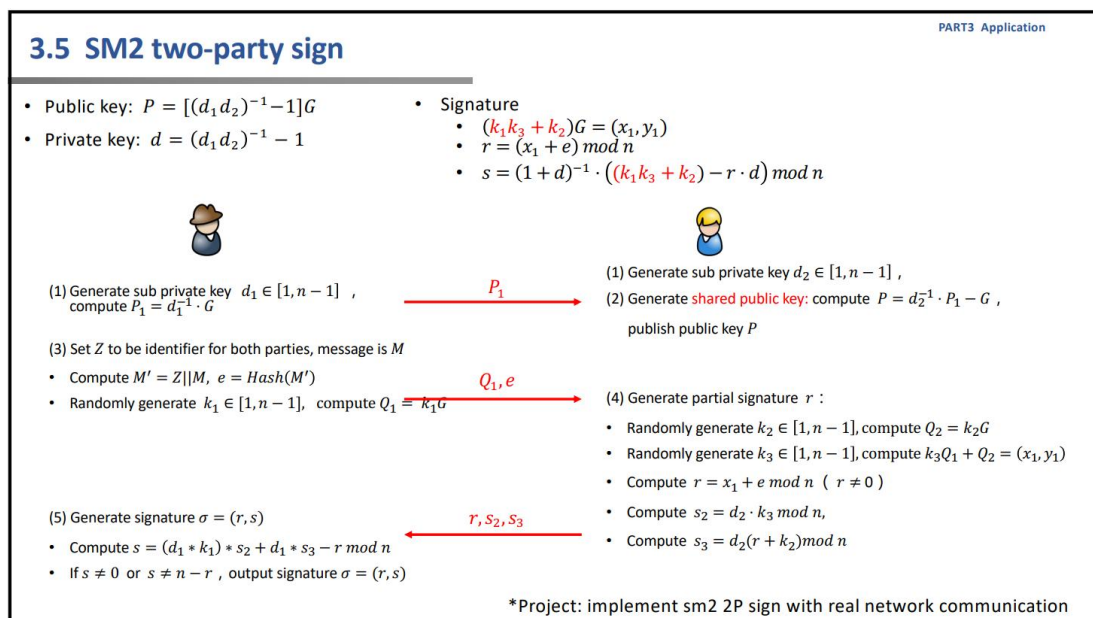 PART3 Application
3.5 SM2 two-party sign
• Public key: P = [(d₁d₂)⁻¹−1]G
• Private key: d = (d₁d₂)⁻¹ − 1
• Signature
• (k₁k₃ + k₂)G = (x₁, y₁)
• r = (x₁ + e) mod n
• s = (1 + d)⁻¹ · ((k₁k₃ + k₂) − r · d) mod n
(1) Generate sub private key d₁ ∈ [1, n − 1] ,
compute P₁ = d₁⁻¹ · G
P₁
(1) Generate sub private key d₂ ∈ [1, n − 1] ,
(2) Generate shared public key: compute P = d₂⁻¹ · P₁ − G ,
publish public key P
(3) Set Z to be identifier for both parties, message is M
• Compute M′ = Z||M, e = Hash(M′)
• Randomly generate k₁ ∈ [1, n − 1], compute Q₁ = k₁G
Q₁, e
(4) Generate partial signature r :
• Randomly generate k₂ ∈ [1, n − 1], compute Q₂ = k₂G
• Randomly generate k₃ ∈ [1, n − 1], compute k₃Q₁ + Q₂ = (x₁, y₁)
• Compute r = x₁ + e mod n ( r ≠ 0 )
• Compute s₂ = d₂ · k₃ mod n,
• Compute s₃ = d₂(r + k₂)mod n
r, s₂, s₃
(5) Generate signature σ = (r, s)
• Compute s = (d₁ * k₁) * s₂ + d₁ * s₃ − r mod n
• If s ≠ 0 or s ≠ n − r , output signature σ = (r, s)
*Project: implement sm2 2P sign with real network communication